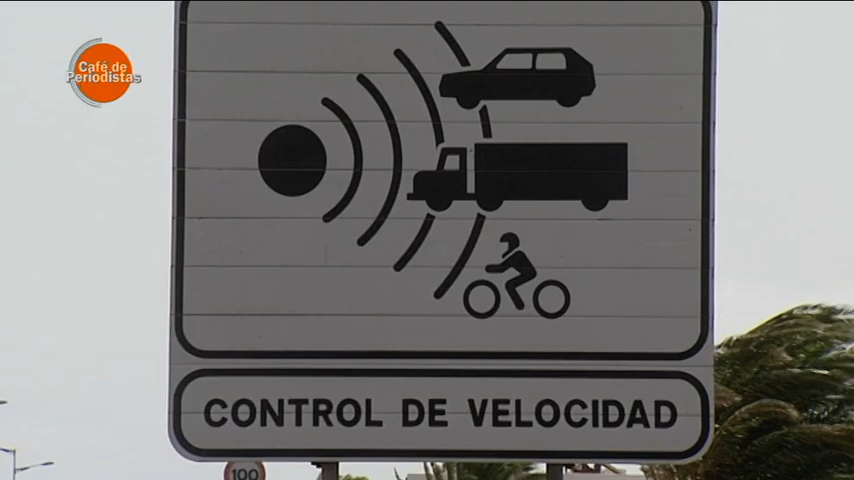 Café de
Periodistas
CONTROL DE VELOCIDAD
100